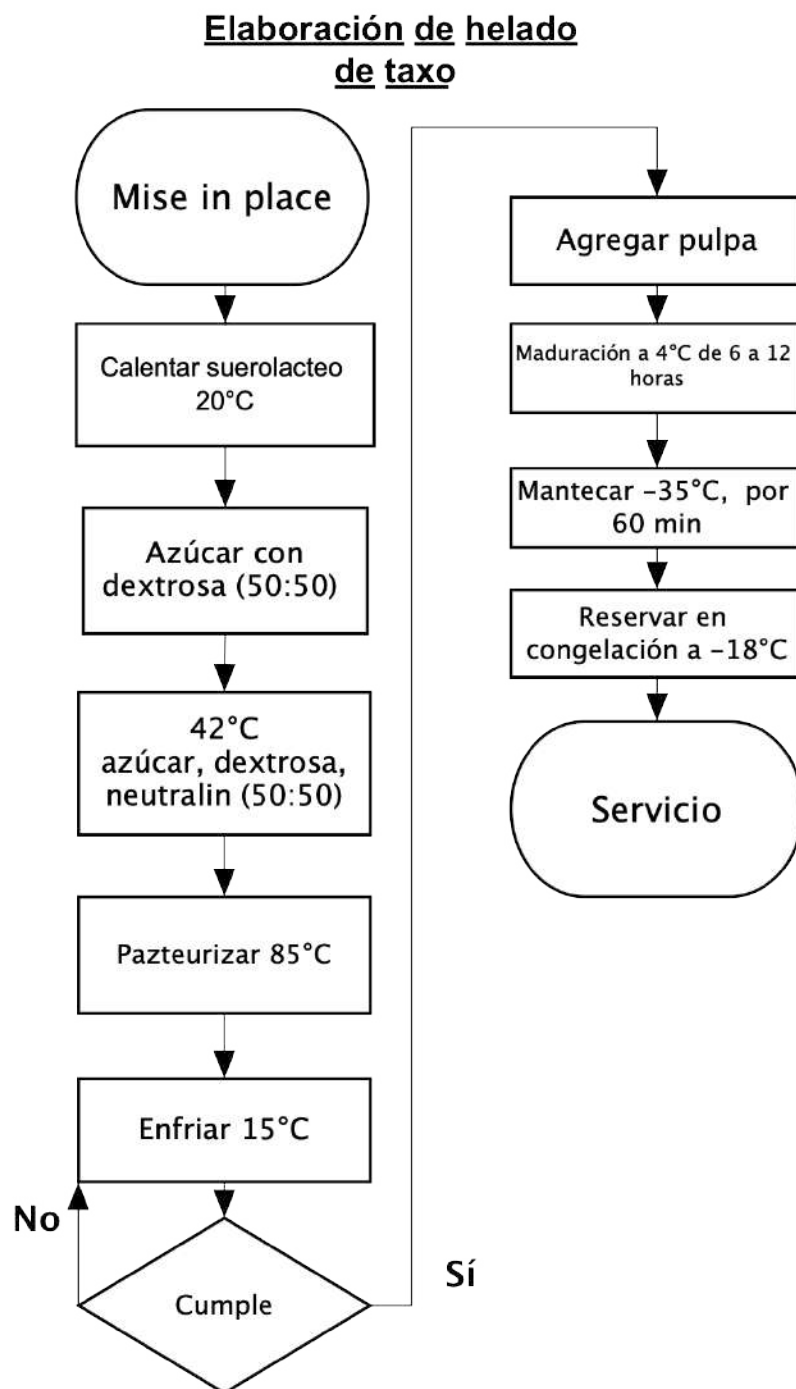 Elaboración de helado
de taxo
Mise in place
Calentar suerolacteo
20°C
Azúcar con
dextrosa (50:50)
42°C
azúcar, dextrosa,
neutralin (50:50)
Pazteurizar 85°C
Enfriar 15°C
No
Cumple
Sí
Agregar pulpa
Maduración a 4°C de 6 a 12
horas
Mantecar -35°C, por
60 min
Reservar en
congelación a -18°C
Servicio